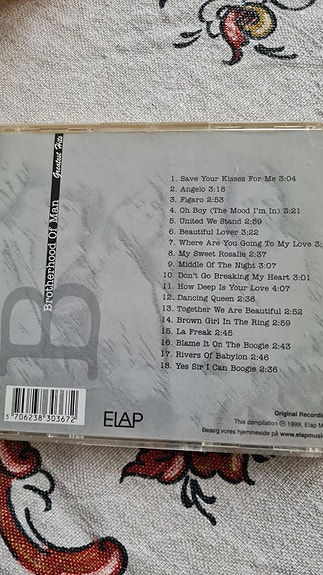 Brotherhood Of Man
Greatest Hits
1. Save Your Kisses For Me 3:04
2. Angelo 3:18
3. Figaro 2:53
4. Oh Boy (The Mood I'm In) 3:21
5. United We Stand 2:59
6. Beautiful Lover 3:22
7. Where Are You Going To My Love 3:
8. My Sweet Rosalie 2:37
9. Middle Of The Night 3:07
10. Don't Go Breaking My Heart 3:01
11. How Deep Is Your Love 4:07
12. Dancing Queen 2:36
13. Together We Are Beautiful 2:52
14. Brown Girl In The Ring 2:59
15. La Freak 2:45
16. Blame It On The Boogie 2:43
17. Rivers Of Babylon 2:46
18. Yes Sir I Can Boogie 2:36
5 706238 303672
ELAP
Original Recordin
This compilation ℗ 1999, Elap M
Besøg vores hjemmeside på www.elapmusi